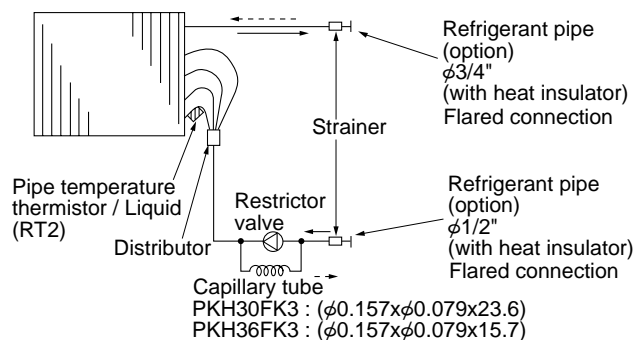 Refrigerant pipe
(option)
φ3/4"
(with heat insulator)
Flared connection
Strainer
Pipe temperature
thermistor / Liquid
(RT2)
Distributor
Restrictor
valve
Refrigerant pipe
(option)
φ1/2"
(with heat insulator)
Flared connection
Capillary tube
PKH30FK3 : (φ0.157xφ0.079x23.6)
PKH36FK3 : (φ0.157xφ0.079x15.7)